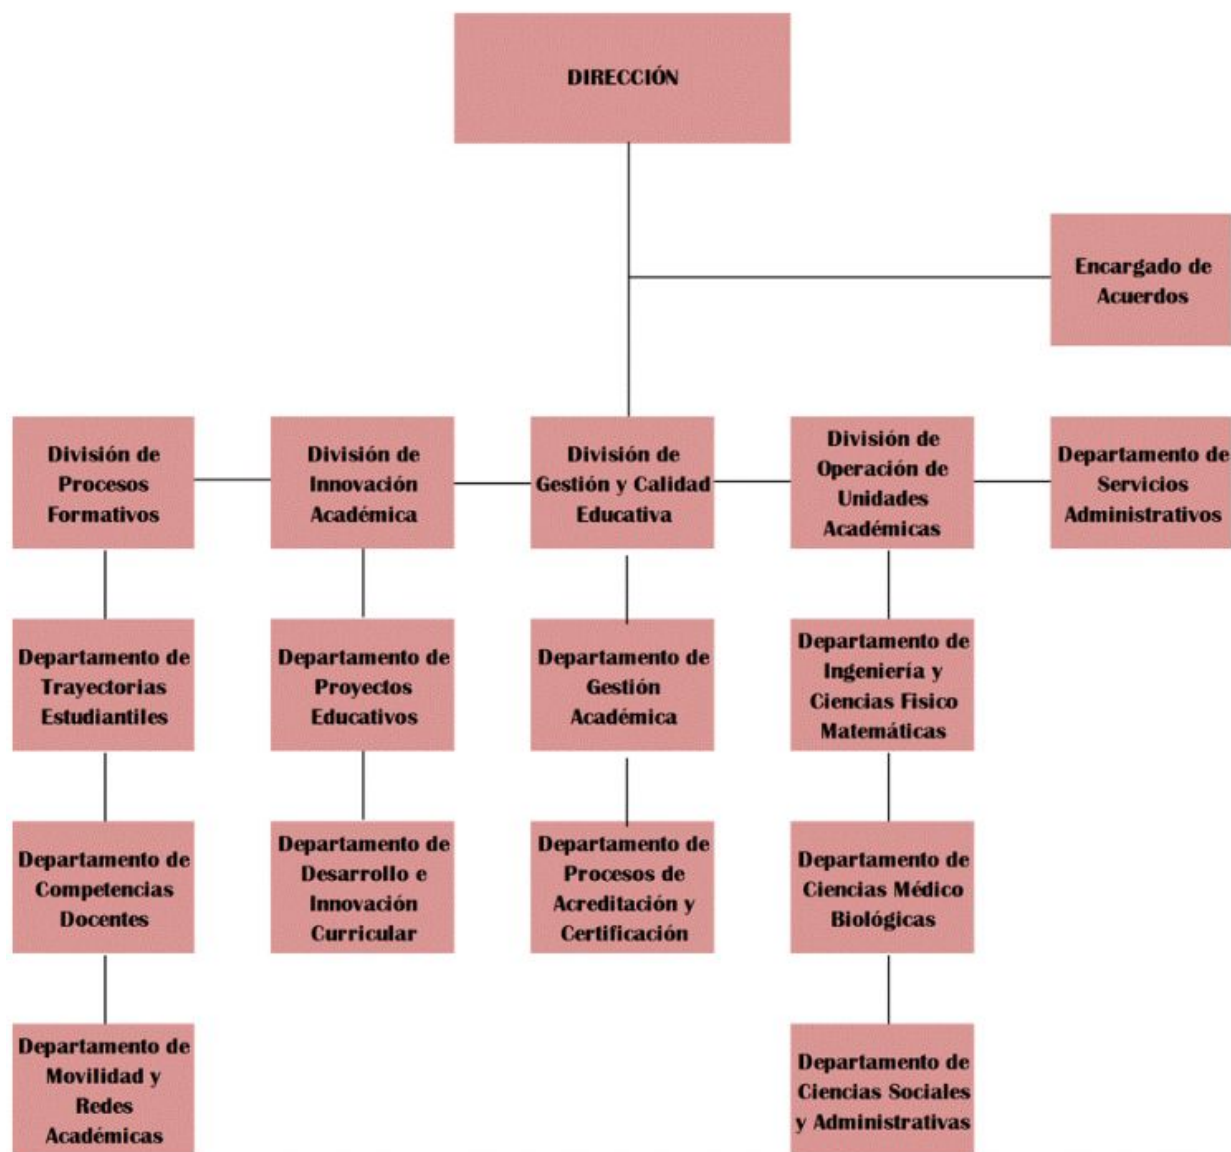 DIRECCIÓN
Encargado de
Acuerdos
División de
Procesos
Formativos
División de
Innovación
Académica
División de
Gestión y Calidad
Educativa
División de
Operación de
Unidades
Académicas
Departamento de
Servicios
Administrativos
Departamento de
Trayectorias
Estudiantiles
Departamento de
Proyectos
Educativos
Departamento de
Gestión
Académica
Departamento de
Ingeniería y
Ciencias Fisico
Matemáticas
Departamento de
Competencias
Docentes
Departamento de
Desarrollo e
Innovación
Curricular
Departamento de
Procesos de
Acreditación y
Certificación
Departamento de
Ciencias Médico
Biológicas
Departamento de
Movilidad y
Redes
Académicas
Departamento de
Ciencias Sociales
y Administrativas